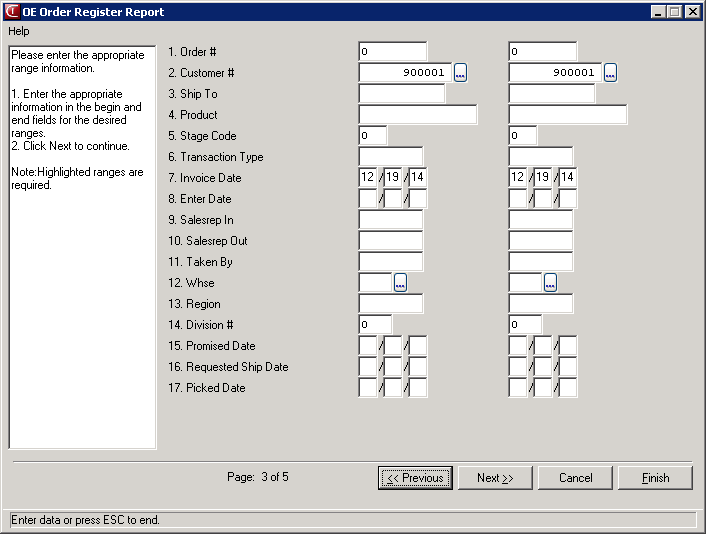 OE Order Register Report
Help
Please enter the appropriate
range information.
1. Enter the appropriate
information in the begin and
end fields for the desired
ranges.
2. Click Next to continue.
Note:Highlighted ranges are
required.
1. Order # 0 0
2. Customer # 900001 ... 900001 ...
3. Ship To
4. Product
5. Stage Code 0 0
6. Transaction Type
7. Invoice Date 12 / 19 / 14 12 / 19 / 14
8. Enter Date / / / /
9. Salesrep In
10. Salesrep Out
11. Taken By
12. Whse ... ...
13. Region
14. Division # 0 0
15. Promised Date / / / /
16. Requested Ship Date / / / /
17. Picked Date / / / /
Page: 3 of 5 << Previous Next >> Cancel Finish
Enter data or press ESC to end.